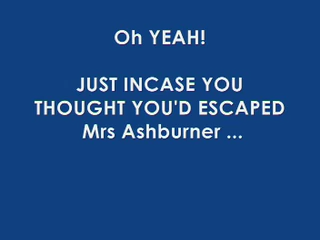 Oh YEAH!
JUST INCASE YOU
THOUGHT YOU'D ESCAPED
Mrs Ashburner ...